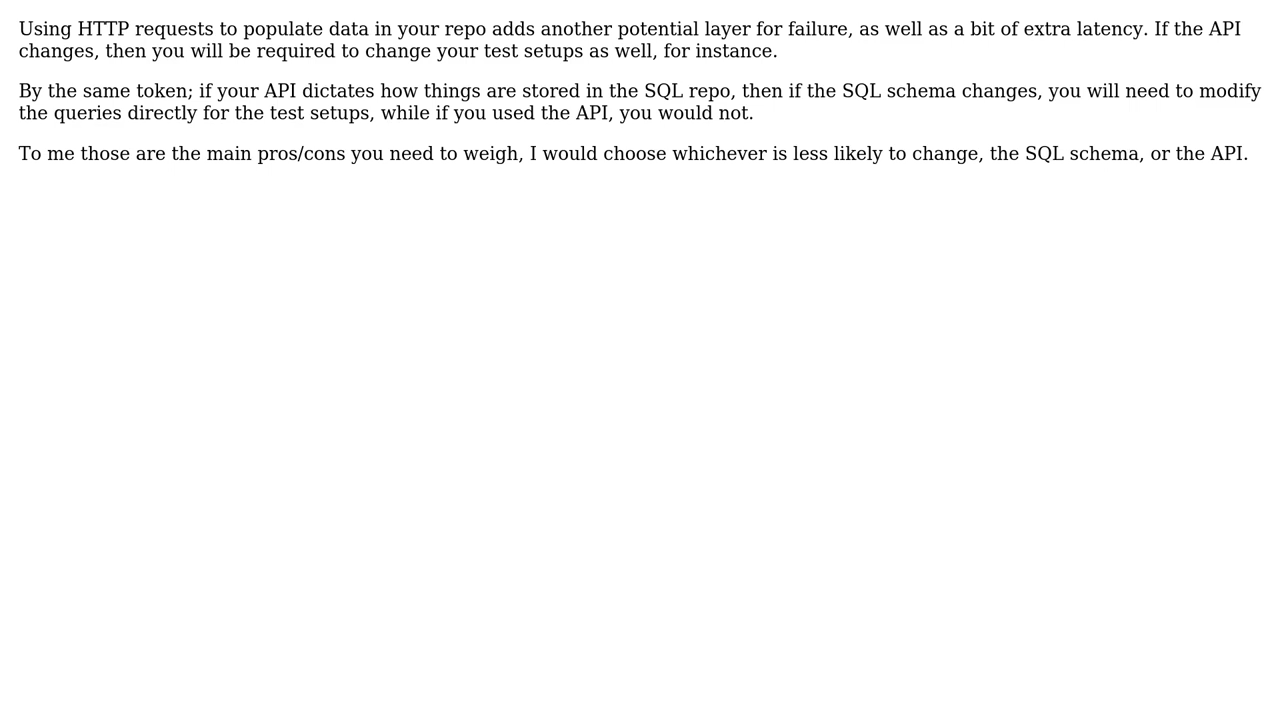 Using HTTP requests to populate data in your repo adds another potential layer for failure, as well as a bit of extra latency. If the API
changes, then you will be required to change your test setups as well, for instance.
By the same token; if your API dictates how things are stored in the SQL repo, then if the SQL schema changes, you will need to modify
the queries directly for the test setups, while if you used the API, you would not.
To me those are the main pros/cons you need to weigh, I would choose whichever is less likely to change, the SQL schema, or the API.